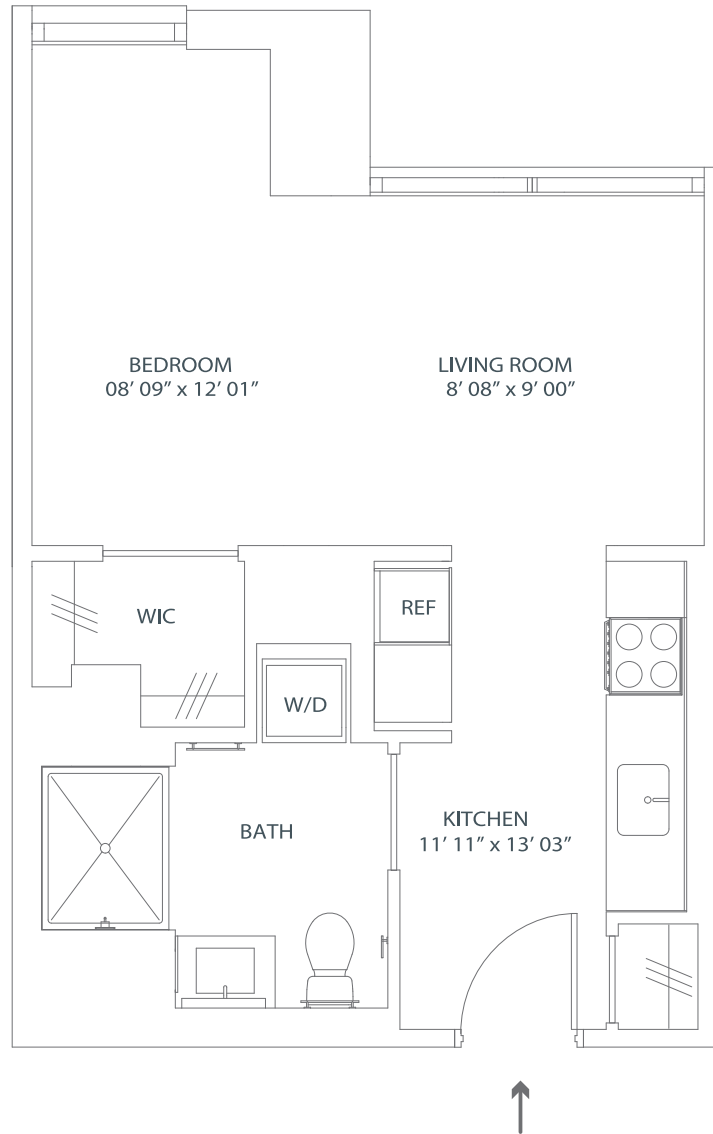 BEDROOM
08’ 09” x 12’ 01”
LIVING ROOM
8’ 08” x 9’ 00”
WIC
REF
W/D
BATH
KITCHEN
11’ 11” x 13’ 03”